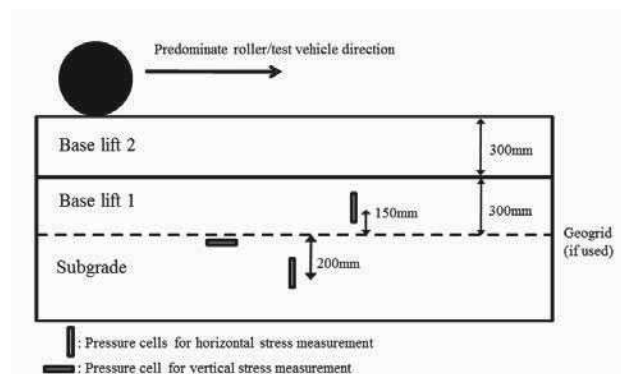 Predominate roller/test vehicle direction
Base lift 2
300mm
Base lift 1
150mm
300mm
Geogrid
(if used)
Subgrade
200mm
: Pressure cells for horizontal stress measurement
: Pressure cell for vertical stress measurement